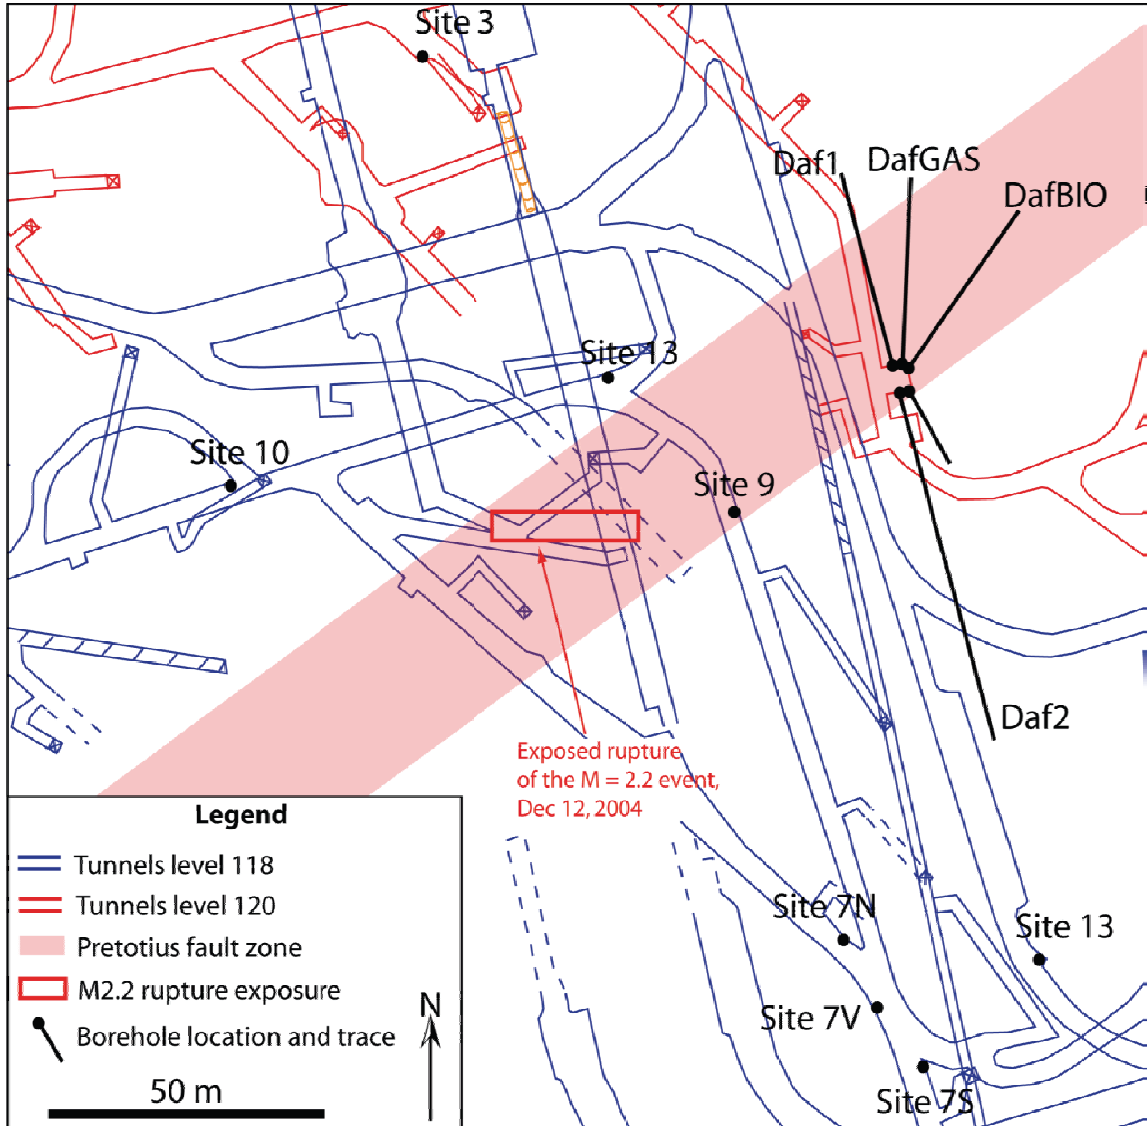 Site 3
Daf1
DafGAS
DafBIO
Site 13
Site 10
Site 9
Daf2
Exposed rupture
of the M = 2.2 event,
Dec 12, 2004
Legend
Tunnels level 118
Tunnels level 120
Pretotius fault zone
M2.2 rupture exposure
Borehole location and trace
N
50 m
Site 7N
Site 13
Site 7V
Site 7S